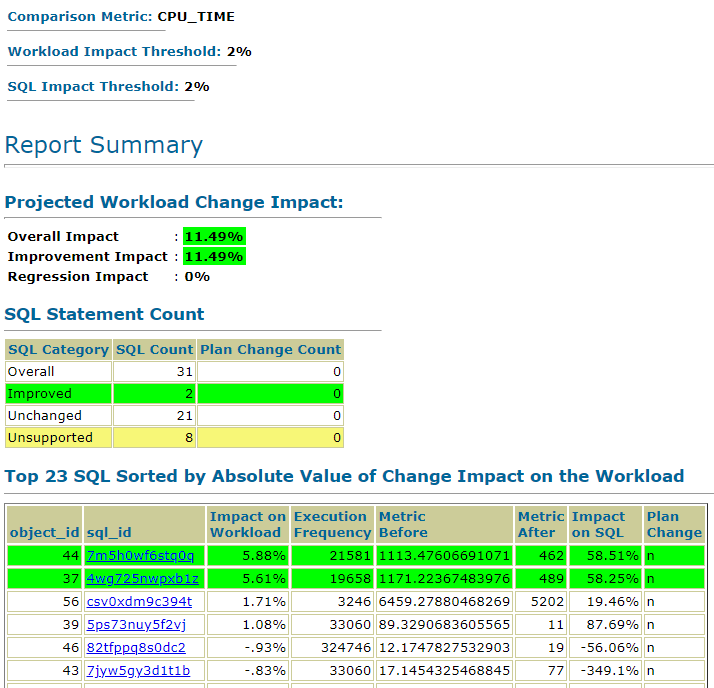 Comparison Metric: CPU_TIME
Workload Impact Threshold: 2%
SQL Impact Threshold: 2%
Report Summary
Projected Workload Change Impact:
Overall Impact : 11.49%
Improvement Impact : 11.49%
Regression Impact : 0%
SQL Statement Count
SQL Category SQL Count Plan Change Count
Overall 31 0
Improved 2 0
Unchanged 21 0
Unsupported 8 0
Top 23 SQL Sorted by Absolute Value of Change Impact on the Workload
object_id sql_id Impact on Workload Execution Frequency Metric Before Metric After Impact on SQL Plan Change
44 7m5h0wf6stq0q 5.88% 21581 1113.47606691071 462 58.51% n
37 4wg725nwpxb1z 5.61% 19658 1171.22367483976 489 58.25% n
56 csv0xdm9c394t 1.71% 3246 6459.27880468269 5202 19.46% n
39 5ps73nuy5f2vj 1.08% 33060 89.3290683605565 11 87.69% n
46 82tfppq8s0dc2 -.93% 324746 12.1747827532903 19 -56.06% n
43 7jyw5gy3d1t1b -.83% 33060 17.1454325468845 77 -349.1% n